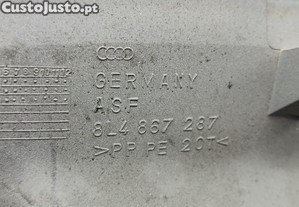 CustoJusto.pt
GERMANY
ASF
8L4 867 287
>PP PE 20T<